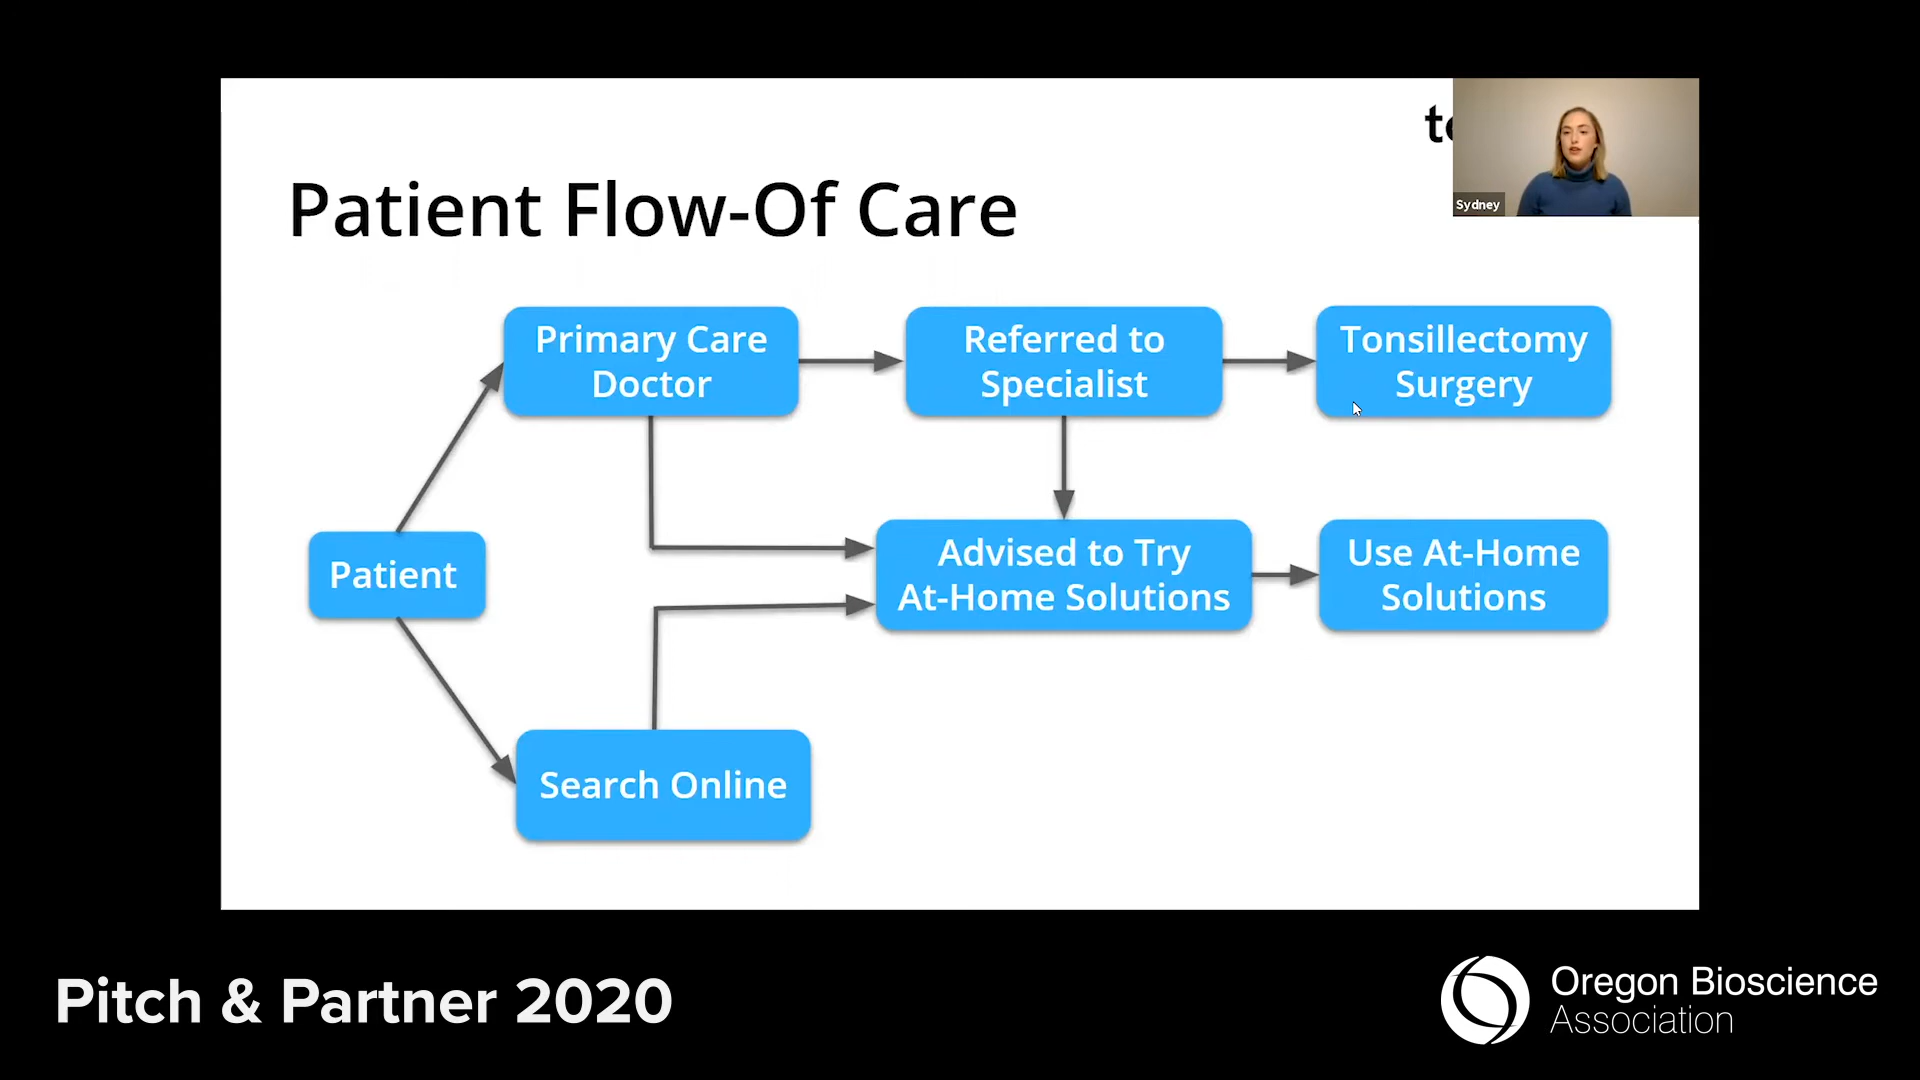 Patient Flow-Of Care
Sydney
Primary Care
Doctor
Referred to
Specialist
Tonsillectomy
Surgery
Patient
Advised to Try
At-Home Solutions
Use At-Home
Solutions
Search Online
Pitch & Partner 2020
Oregon Bioscience
Association